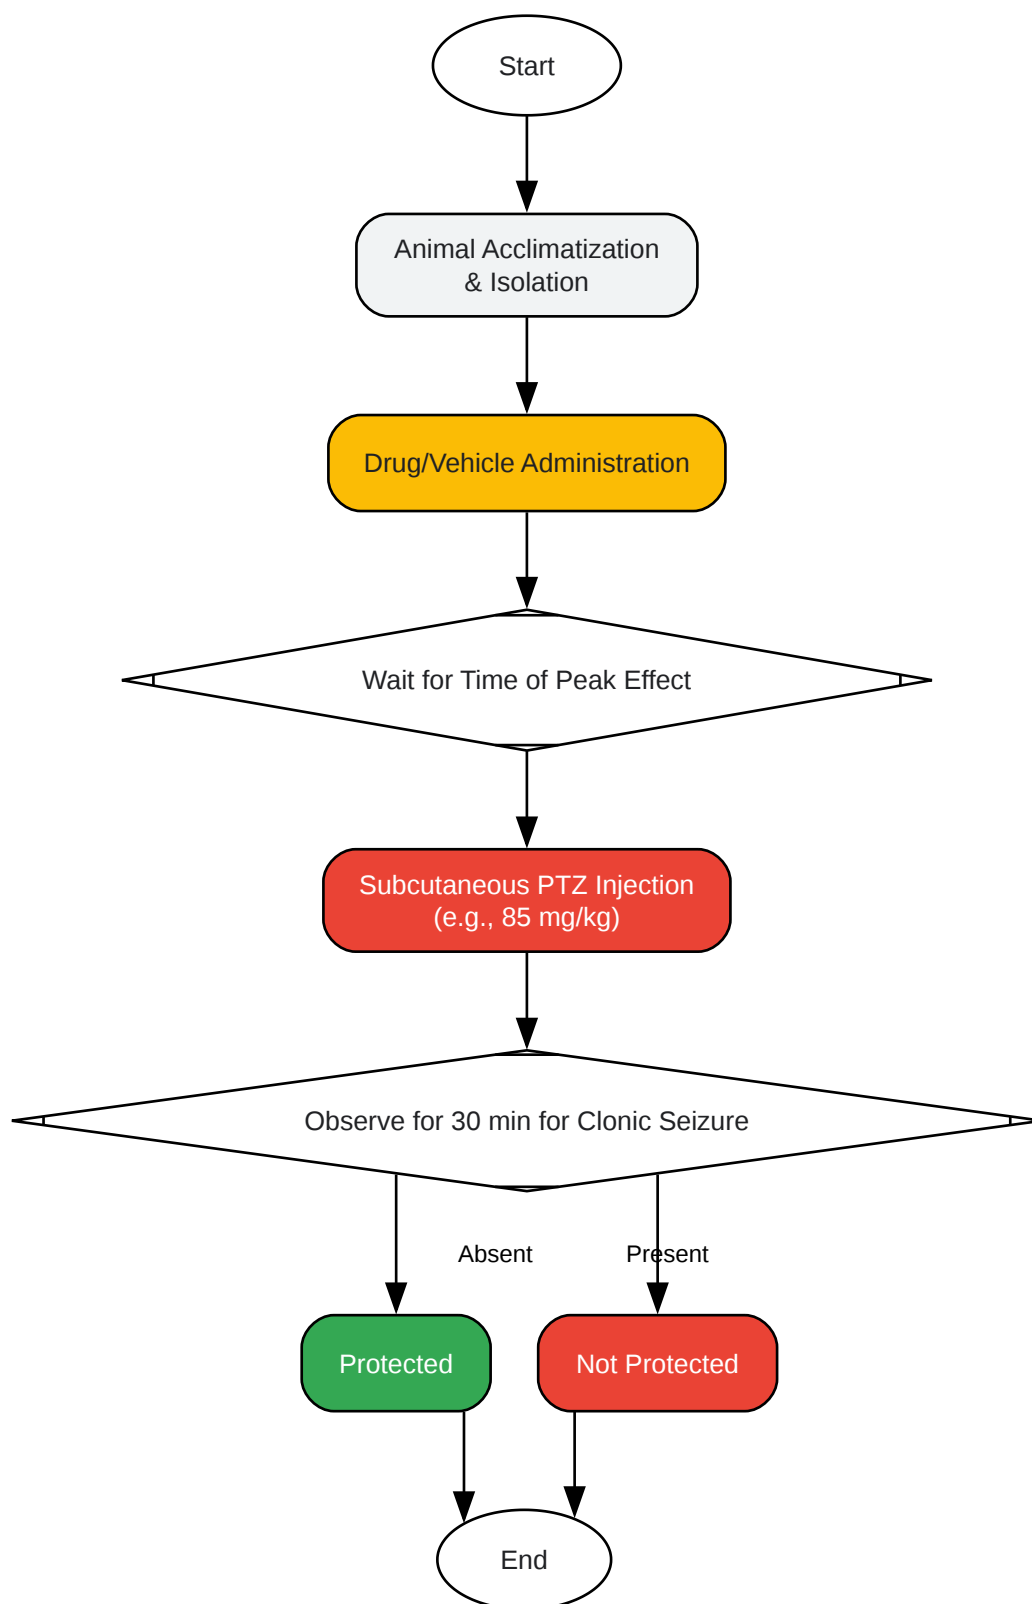 Start
Animal Acclimatization
& Isolation
Drug/Vehicle Administration
Wait for Time of Peak Effect
Subcutaneous PTZ Injection
(e.g., 85 mg/kg)
Observe for 30 min for Clonic Seizure
Absent
Present
Protected
Not Protected
End